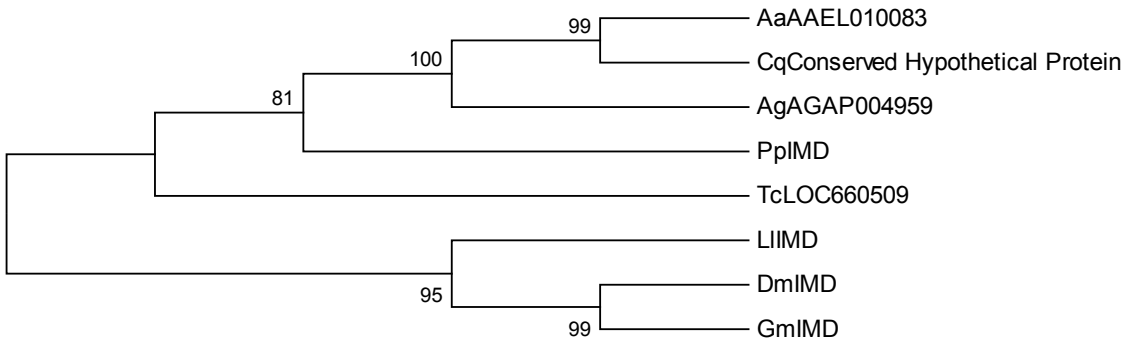 99
AaAAEL010083
CqConserved Hypothetical Protein
100
AgAGAP004959
81
PpIMD
TcLOC660509
LlIMD
95
DmIMD
99
GmIMD